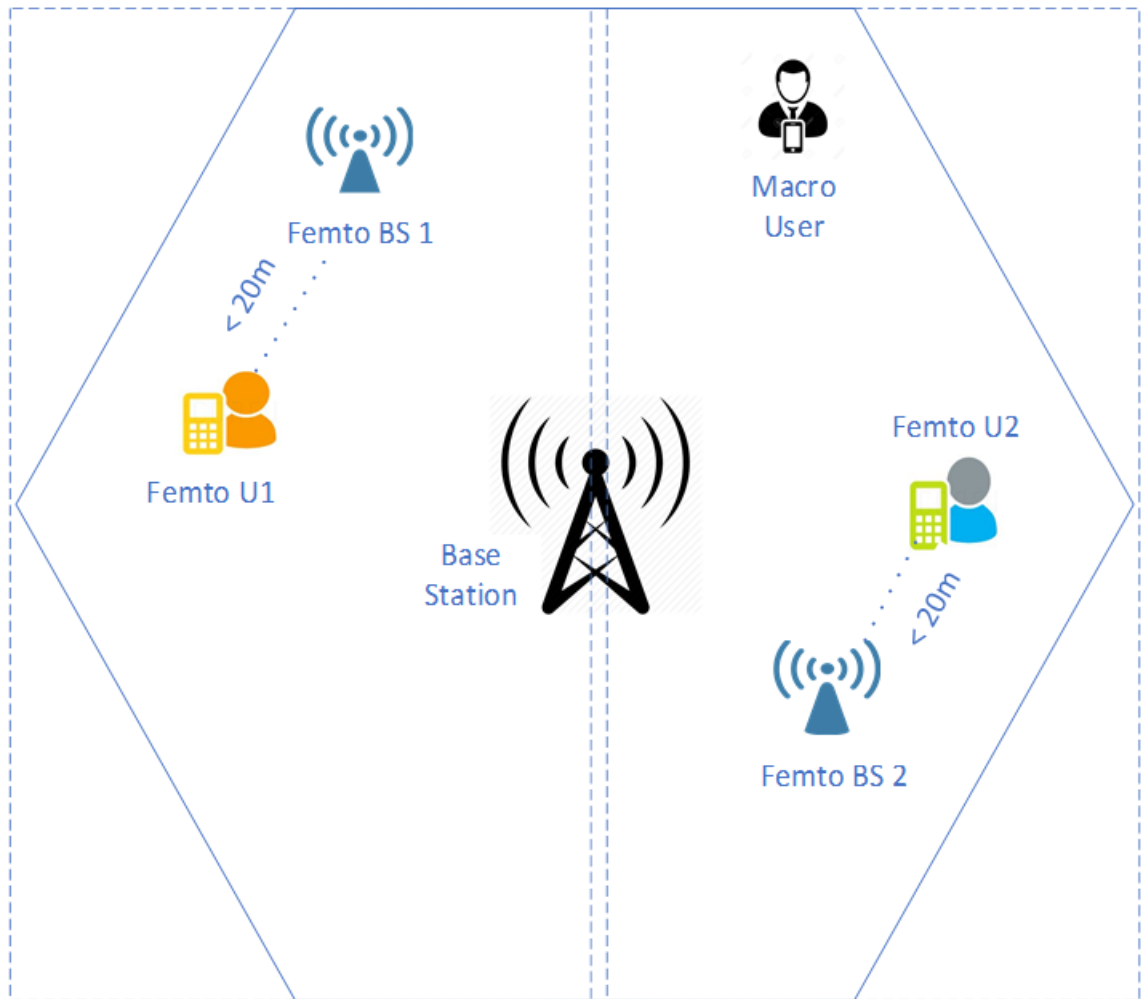 Femto BS 1
Macro
User
< 20m
Femto U1
Femto U2
Base
Station
< 20m
Femto BS 2